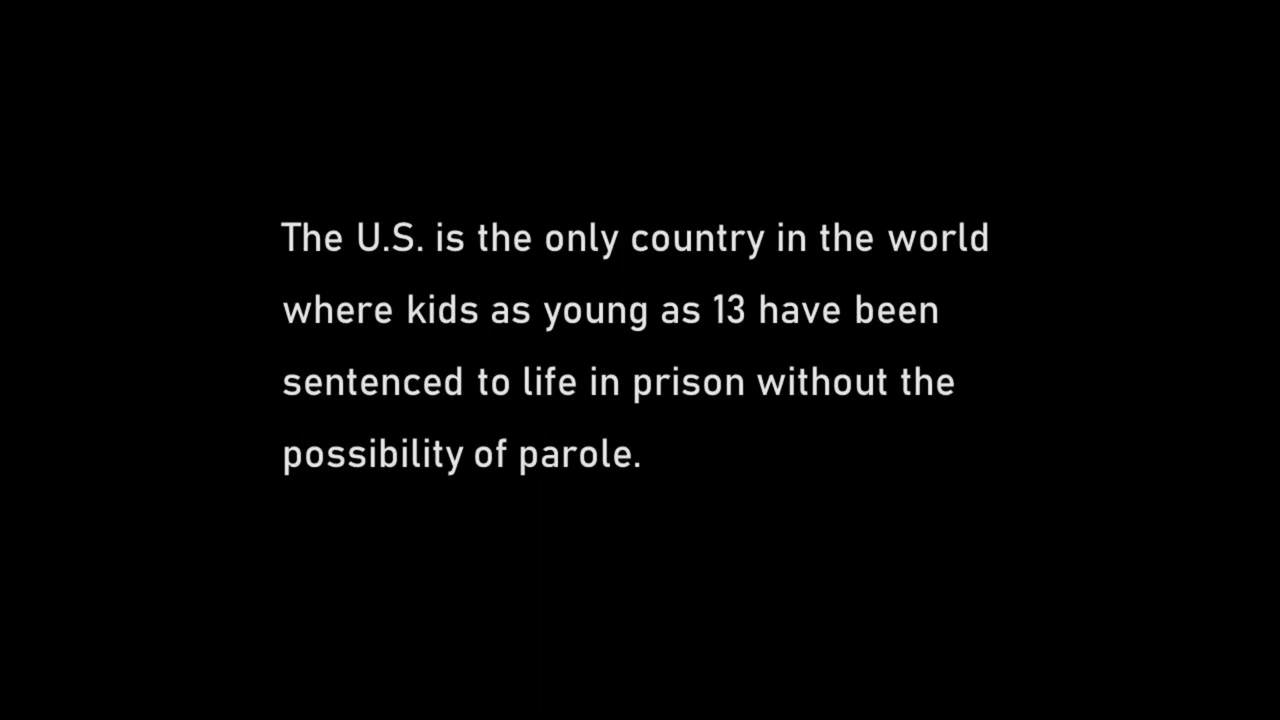 The U.S. is the only country in the world
where kids as young as 13 have been
sentenced to life in prison without the
possibility of parole.